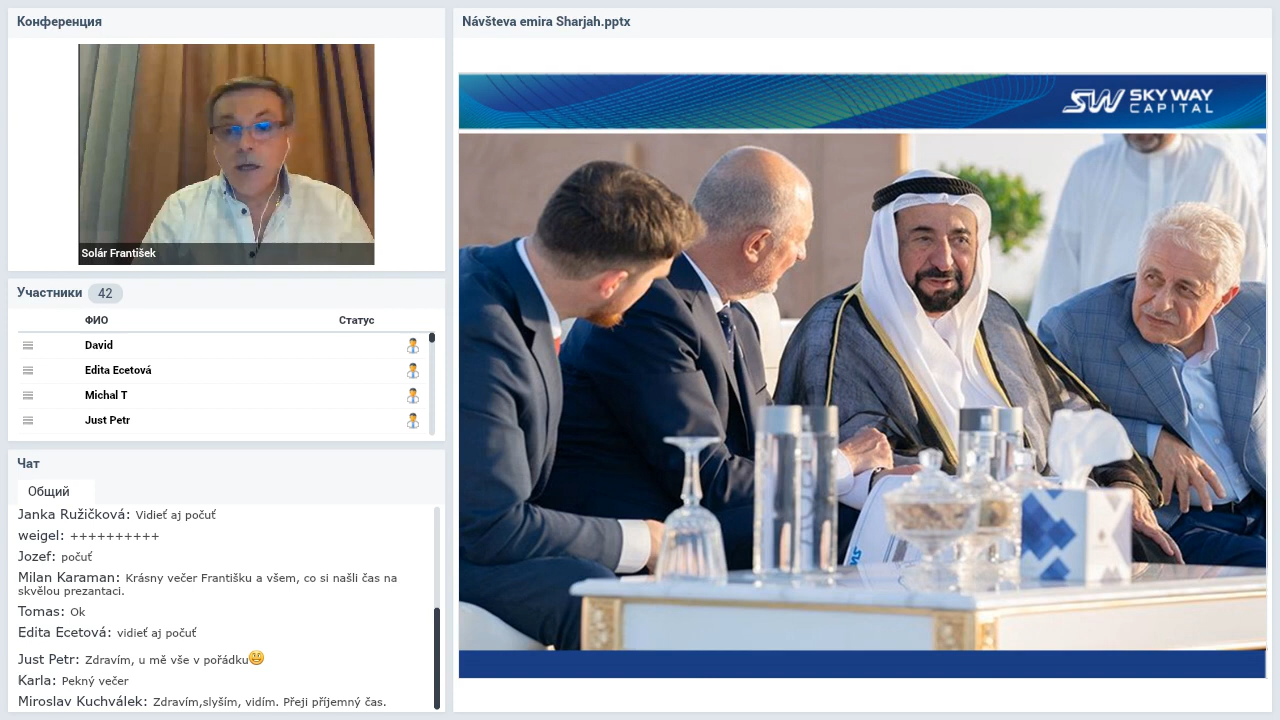 Конференция
Solár František
Участники 42
ФИО Статус
David
Edita Ecetová
Michal T
Just Petr
Чат
Общий
Janka Ružičková: Vidieť aj počuť
weigel: ++++++++++
Jozef: počuť
Milan Karaman: Krásny večer Františku a všem, co si našli čas na
skvělou prezantaci.
Tomas: Ok
Edita Ecetová: vidieť aj počuť
Just Petr: Zdravím, u mě vše v pořádku
Karla: Pekný večer
Miroslav Kuchválek: Zdravím,slyším, vidím. Přeji příjemný čas.
Návšteva emira Sharjah.pptx
SW SKY WAY
CAPITAL